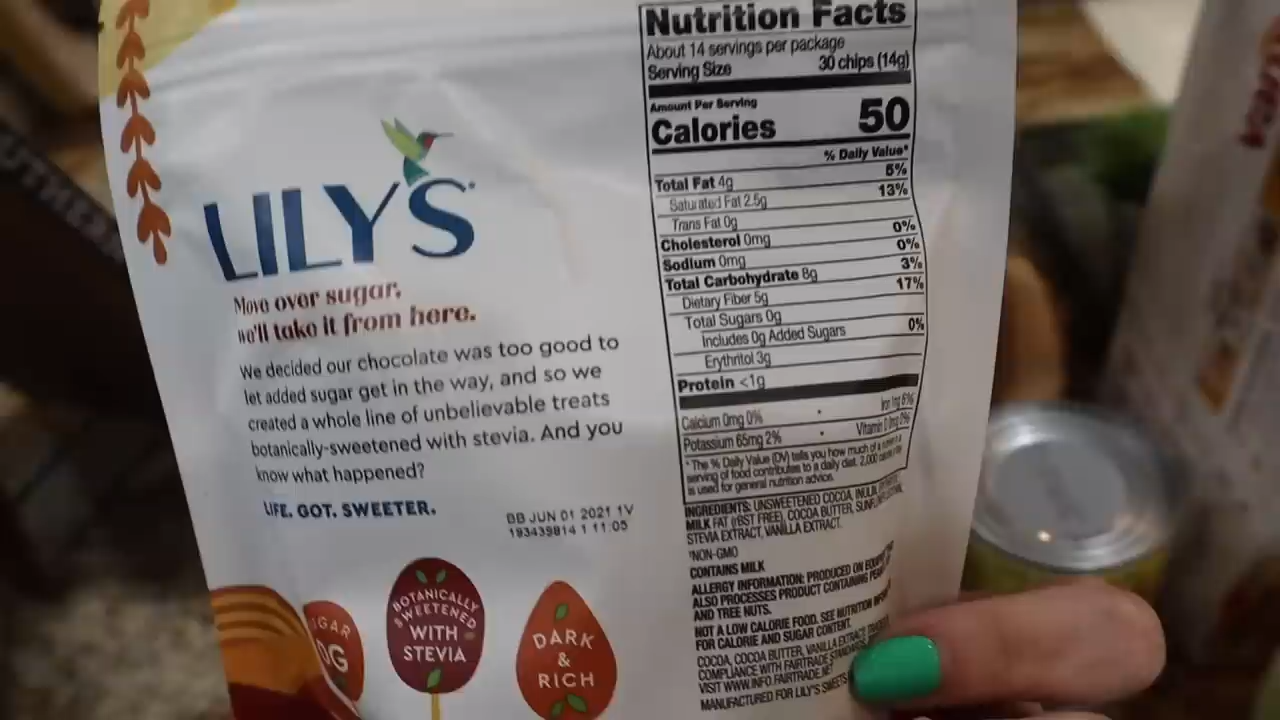 LILY'S
Move over sugar,
we'll take it from here.
We decided our chocolate was too good to
let added sugar get in the way, and so we
created a whole line of unbelievable treats
botanically-sweetened with stevia. And you
know what happened?
LIFE. GOT. SWEETER.
BB JUN 01 2021 1V
193439814 1 11:05
UGAR
0G
BOTANICALLY
SWEETENED
WITH
STEVIA
DARK
&
RICH
Nutrition Facts
About 14 servings per package
Serving Size 30 chips (14g)
Amount Per Serving
Calories 50
% Daily Value*
Total Fat 4g 5%
Saturated Fat 2.5g 13%
Trans Fat 0g
Cholesterol 0mg 0%
Sodium 0mg 0%
Total Carbohydrate 8g 3%
Dietary Fiber 5g 17%
Total Sugars 0g
Includes 0g Added Sugars 0%
Erythritol 3g
Protein <1g
Calcium 0mg 0% • Iron 1mg 6%
Potassium 65mg 2% • Vitamin D 0mg 0%
* The % Daily Value (DV) tells you how much of a nutrient in a
serving of food contributes to a daily diet. 2,000 calories a day
is used for general nutrition advice.
INGREDIENTS: UNSWEETENED COCOA,
MILK FAT (rBST FREE), COCOA BUTTER,
STEVIA EXTRACT, VANILLA EXTRACT.
*NON-GMO
CONTAINS MILK
ALLERGY INFORMATION: PRODUCED ON
ALSO PROCESSES PRODUCT CONTAINING
AND TREE NUTS.
NOT A LOW CALORIE FOOD. SEE NUTRITION
FOR CALORIE AND SUGAR CONTENT.
COCOA, COCOA BUTTER, VANILLA EXTRACT
COMPLIANCE WITH FAIRTRADE STANDARDS
VISIT WWW.INFO.FAIRTRADE.NET
MANUFACTURED FOR LILY'S SWEETS